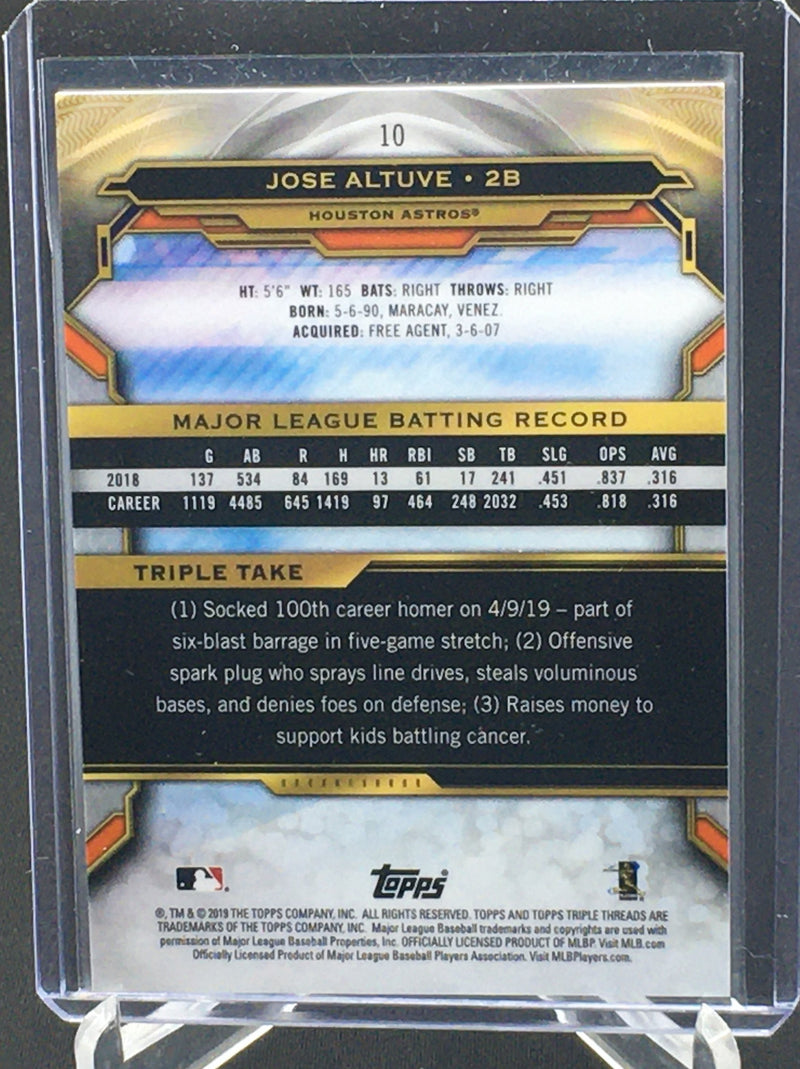 10
JOSE ALTUVE • 2B
HOUSTON ASTROS®
HT: 5'6" WT: 165 BATS: RIGHT THROWS: RIGHT
BORN: 5-6-90, MARACAY, VENEZ.
ACQUIRED: FREE AGENT, 3-6-07
MAJOR LEAGUE BATTING RECORD
G AB R H HR RBI SB TB SLG OPS AVG
2018 137 534 84 169 13 61 17 241 .451 .837 .316
CAREER 1119 4485 645 1419 97 464 248 2032 .453 .818 .316
TRIPLE TAKE
(1) Socked 100th career homer on 4/9/19 – part of
six-blast barrage in five-game stretch; (2) Offensive
spark plug who sprays line drives, steals voluminous
bases, and denies foes on defense; (3) Raises money to
support kids battling cancer.
topps®
®, TM & © 2019 THE TOPPS COMPANY, INC. ALL RIGHTS RESERVED. TOPPS AND TOPPS TRIPLE THREADS ARE
TRADEMARKS OF THE TOPPS COMPANY, INC. Major League Baseball trademarks and copyrights are used with
permission of Major League Baseball Properties, Inc. OFFICIALLY LICENSED PRODUCT OF MLBP. Visit MLB.com
Officially Licensed Product of Major League Baseball Players Association. Visit MLBPlayers.com.